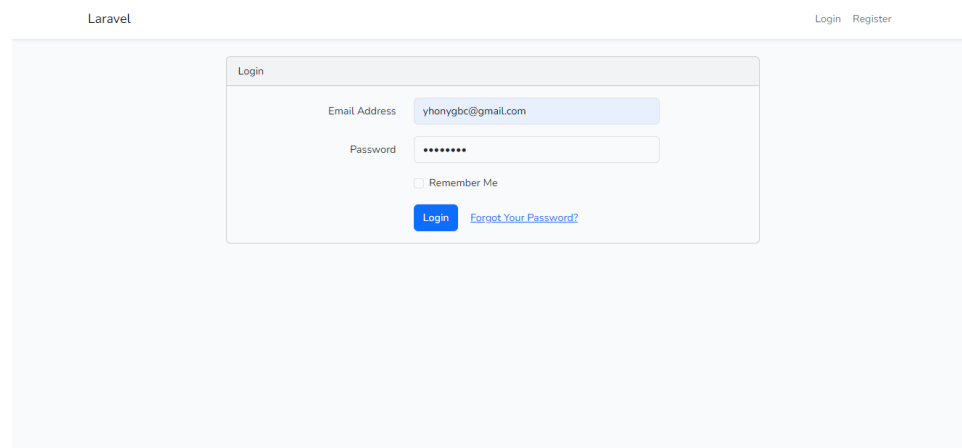 Laravel Login Register
Login
Email Address yhonygbc@gmail.com
Password ••••••••
Remember Me
Login Forgot Your Password?